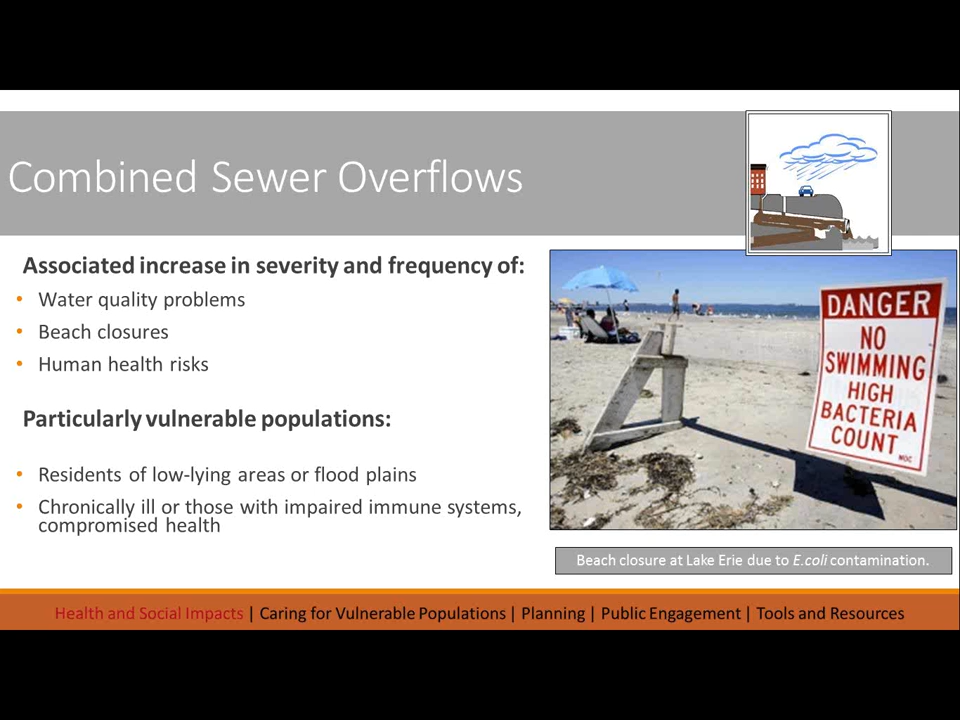 Combined Sewer Overflows
Associated increase in severity and frequency of:
• Water quality problems
• Beach closures
• Human health risks
Particularly vulnerable populations:
• Residents of low-lying areas or flood plains
• Chronically ill or those with impaired immune systems,
compromised health
DANGER
NO
SWIMMING
HIGH
BACTERIA
COUNT
Beach closure at Lake Erie due to E.coli contamination.
Health and Social Impacts | Caring for Vulnerable Populations | Planning | Public Engagement | Tools and Resources